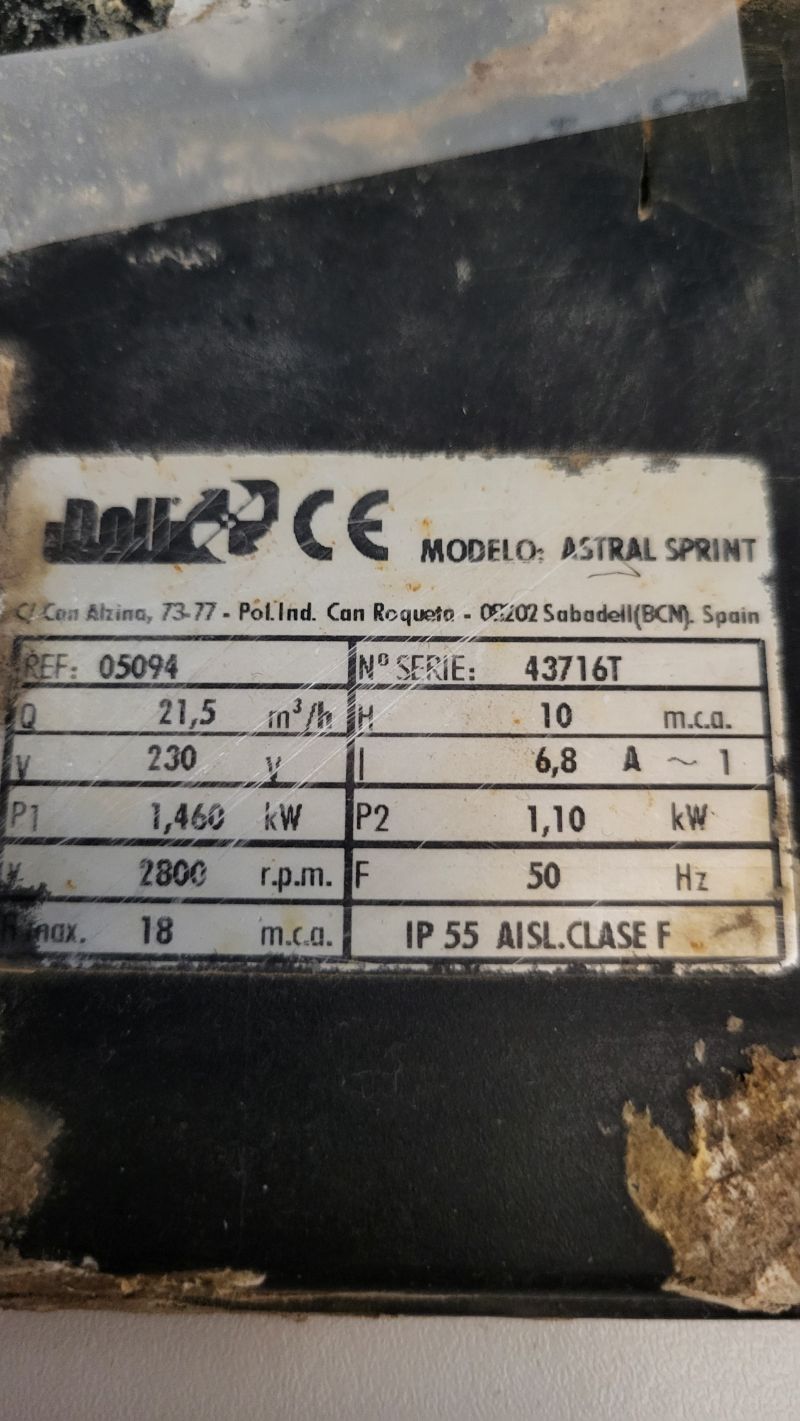 CE MODELO: ASTRAL SPRINT
C/ Can Alzina, 73-77 - Pol.Ind. Can Roqueta - 08202 Sabadell(BCN). Spain
REF: 05094 Nº SERIE: 43716T
Q 21,5 m³/h H 10 m.c.a.
V 230 V I 6,8 A ~ 1
P1 1,460 kW P2 1,10 kW
2800 r.p.m. F 50 Hz
max. 18 m.c.a. IP 55 AISL.CLASE F